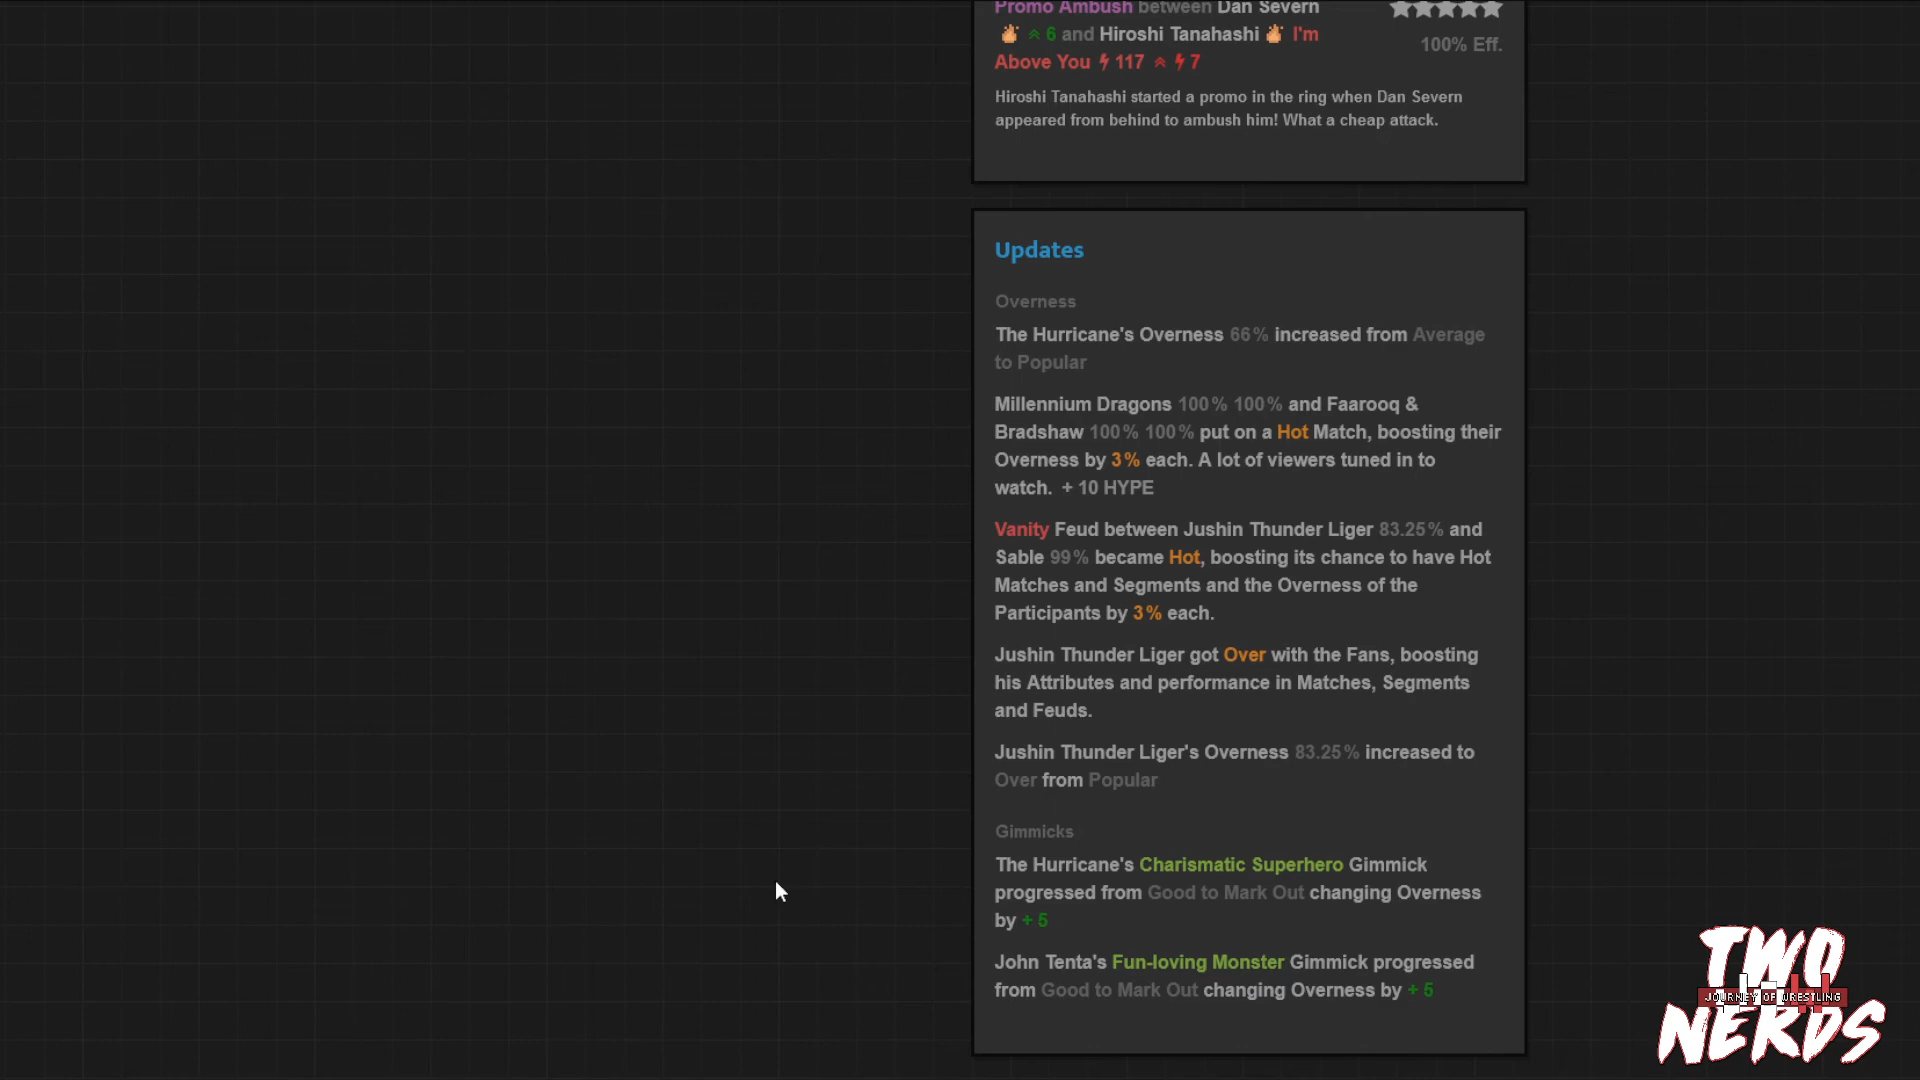 Promo Ambush between Dan Severn
6 and Hiroshi Tanahashi I'm
Above You 117 7
100% Eff.
Hiroshi Tanahashi started a promo in the ring when Dan Severn
appeared from behind to ambush him! What a cheap attack.
Updates
Overness
The Hurricane's Overness 66% increased from Average
to Popular
Millennium Dragons 100% 100% and Faarooq &
Bradshaw 100% 100% put on a Hot Match, boosting their
Overness by 3% each. A lot of viewers tuned in to
watch. + 10 HYPE
Vanity Feud between Jushin Thunder Liger 83.25% and
Sable 99% became Hot, boosting its chance to have Hot
Matches and Segments and the Overness of the
Participants by 3% each.
Jushin Thunder Liger got Over with the Fans, boosting
his Attributes and performance in Matches, Segments
and Feuds.
Jushin Thunder Liger's Overness 83.25% increased to
Over from Popular
Gimmicks
The Hurricane's Charismatic Superhero Gimmick
progressed from Good to Mark Out changing Overness
by + 5
John Tenta's Fun-loving Monster Gimmick progressed
from Good to Mark Out changing Overness by + 5
TWO
JOURNEY OF WRESTLING
NERDS